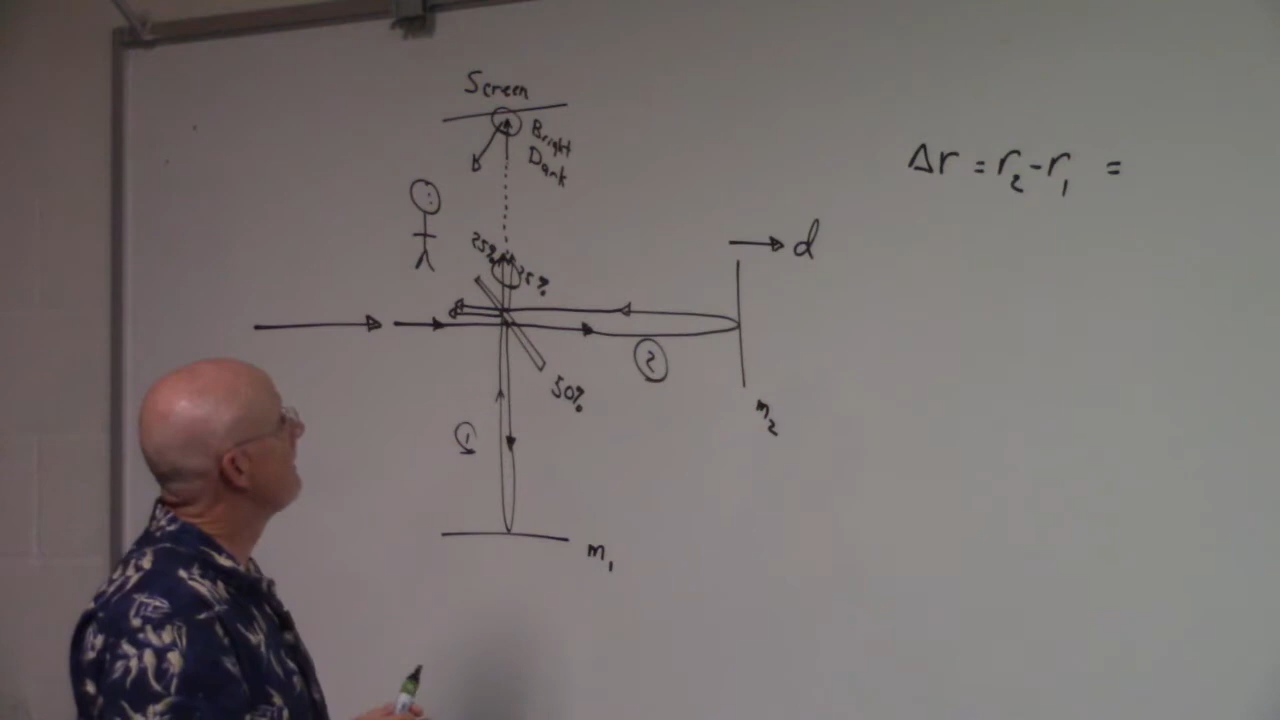 Screen
Bright
Dark
Δr = r₂ - r₁ =
d
25%
25%
50%
②
①
m₂
m₁